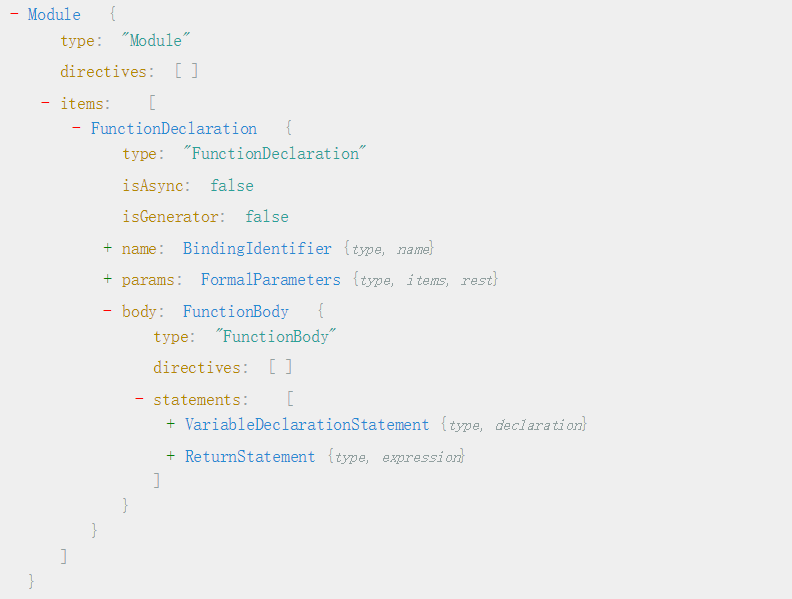 - Module {
type: "Module"
directives: [ ]
- items: [
- FunctionDeclaration {
type: "FunctionDeclaration"
isAsync: false
isGenerator: false
+ name: BindingIdentifier {type, name}
+ params: FormalParameters {type, items, rest}
- body: FunctionBody {
type: "FunctionBody"
directives: [ ]
- statements: [
+ VariableDeclarationStatement {type, declaration}
+ ReturnStatement {type, expression}
]
}
}
]
}